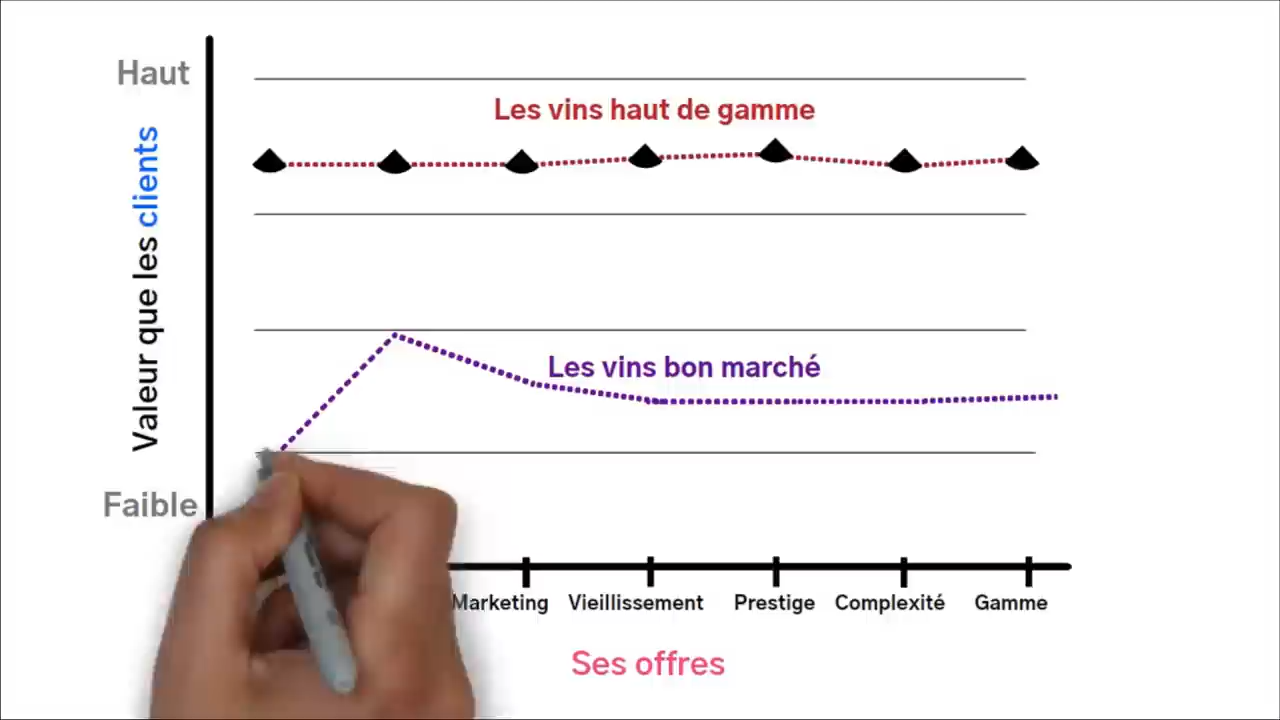 Haut
Les vins haut de gamme
Valeur que les clients
Les vins bon marché
Faible
Marketing Vieillissement Prestige Complexité Gamme
Ses offres